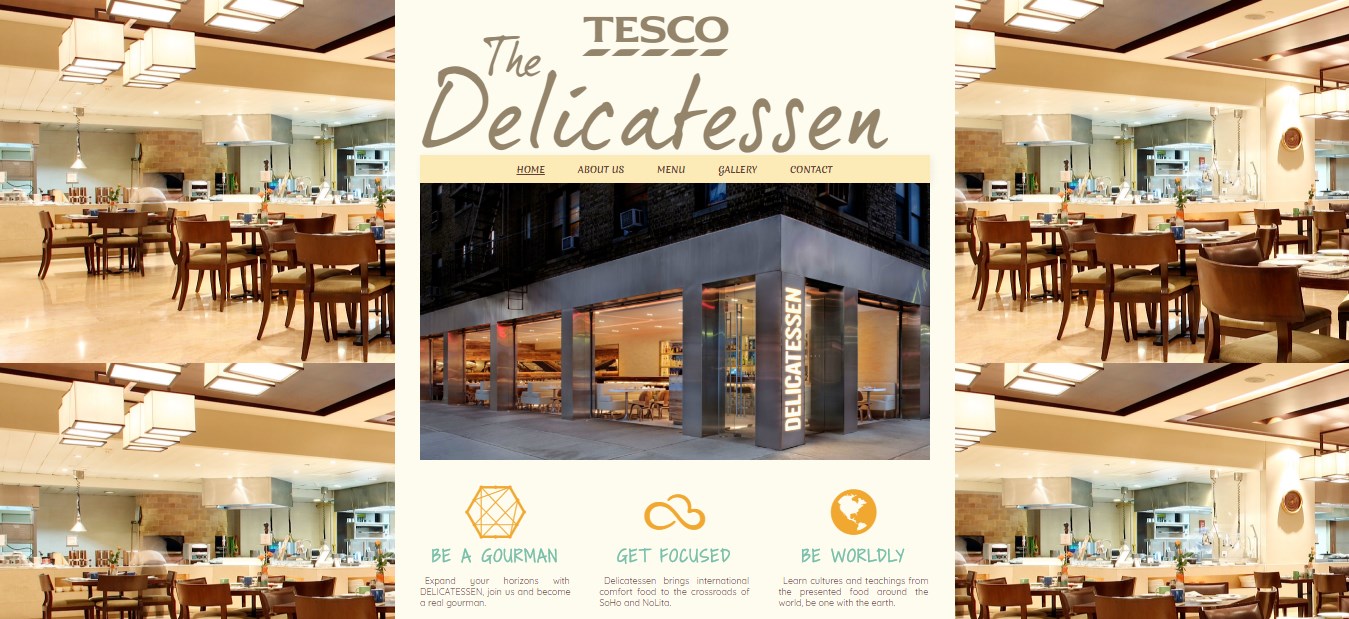 TESCO
The
Delicatessen
HOME ABOUT US MENU GALLERY CONTACT
DELICATESSEN
BE A GOURMAN
Expand your horizons with
DELICATESSEN, join us and become
a real gourman.
GET FOCUSED
Delicatessen brings international
comfort food to the crossroads of
SoHo and NoLita.
BE WORLDLY
Learn cultures and teachings from
the presented food around the
world, be one with the earth.